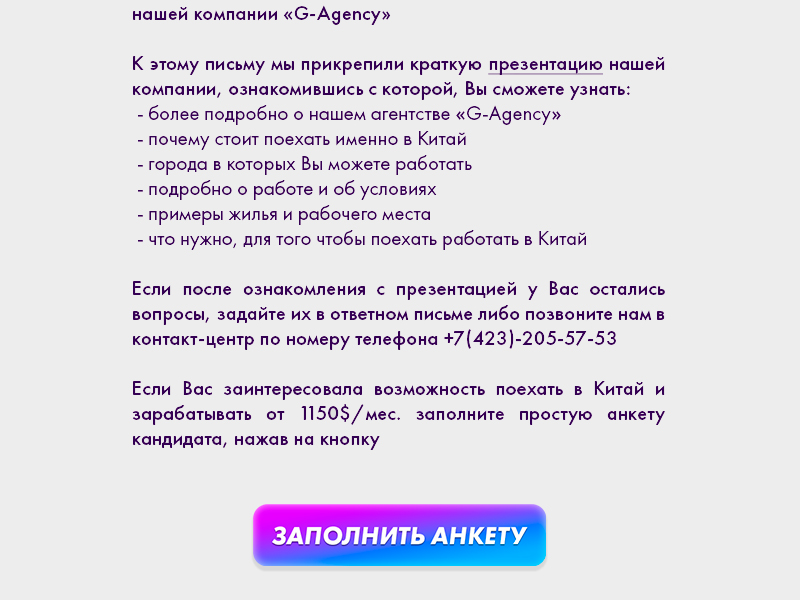 нашей компании «G-Agency»
К этому письму мы прикрепили краткую презентацию нашей
компании, ознакомившись с которой, Вы сможете узнать:
- более подробно о нашем агентстве «G-Agency»
- почему стоит поехать именно в Китай
- города в которых Вы можете работать
- подробно о работе и об условиях
- примеры жилья и рабочего места
- что нужно, для того чтобы поехать работать в Китай
Если после ознакомления с презентацией у Вас остались
вопросы, задайте их в ответном письме либо позвоните нам в
контакт-центр по номеру телефона +7(423)-205-57-53
Если Вас заинтересовала возможность поехать в Китай и
зарабатывать от 1150$/мес. заполните простую анкету
кандидата, нажав на кнопку
ЗАПОЛНИТЬ АНКЕТУ